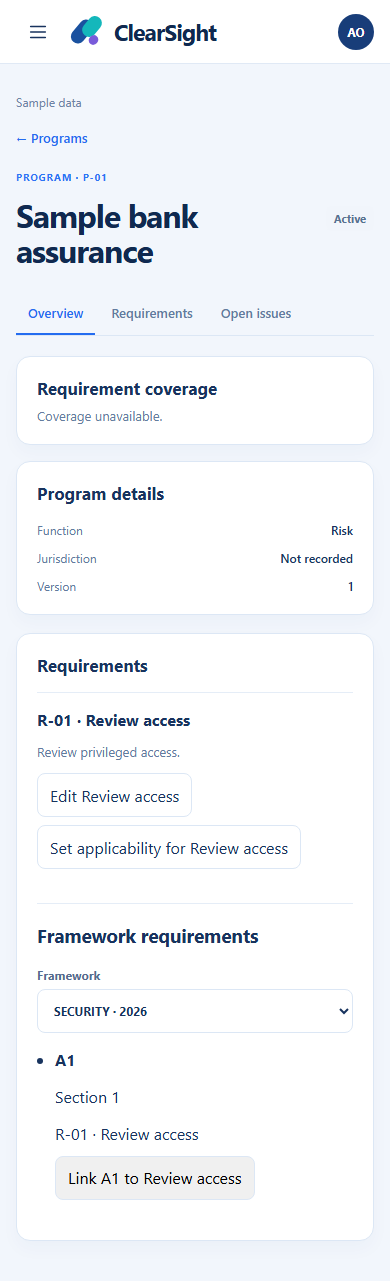 ClearSight
AO
Sample data
← Programs
PROGRAM · P-01
Sample bank
assurance
Active
Overview
Requirements
Open issues
Requirement coverage
Coverage unavailable.
Program details
Function
Risk
Jurisdiction
Not recorded
Version
1
Requirements
R-01 · Review access
Review privileged access.
Edit Review access
Set applicability for Review access
Framework requirements
Framework
SECURITY · 2026
• A1
Section 1
R-01 · Review access
Link A1 to Review access